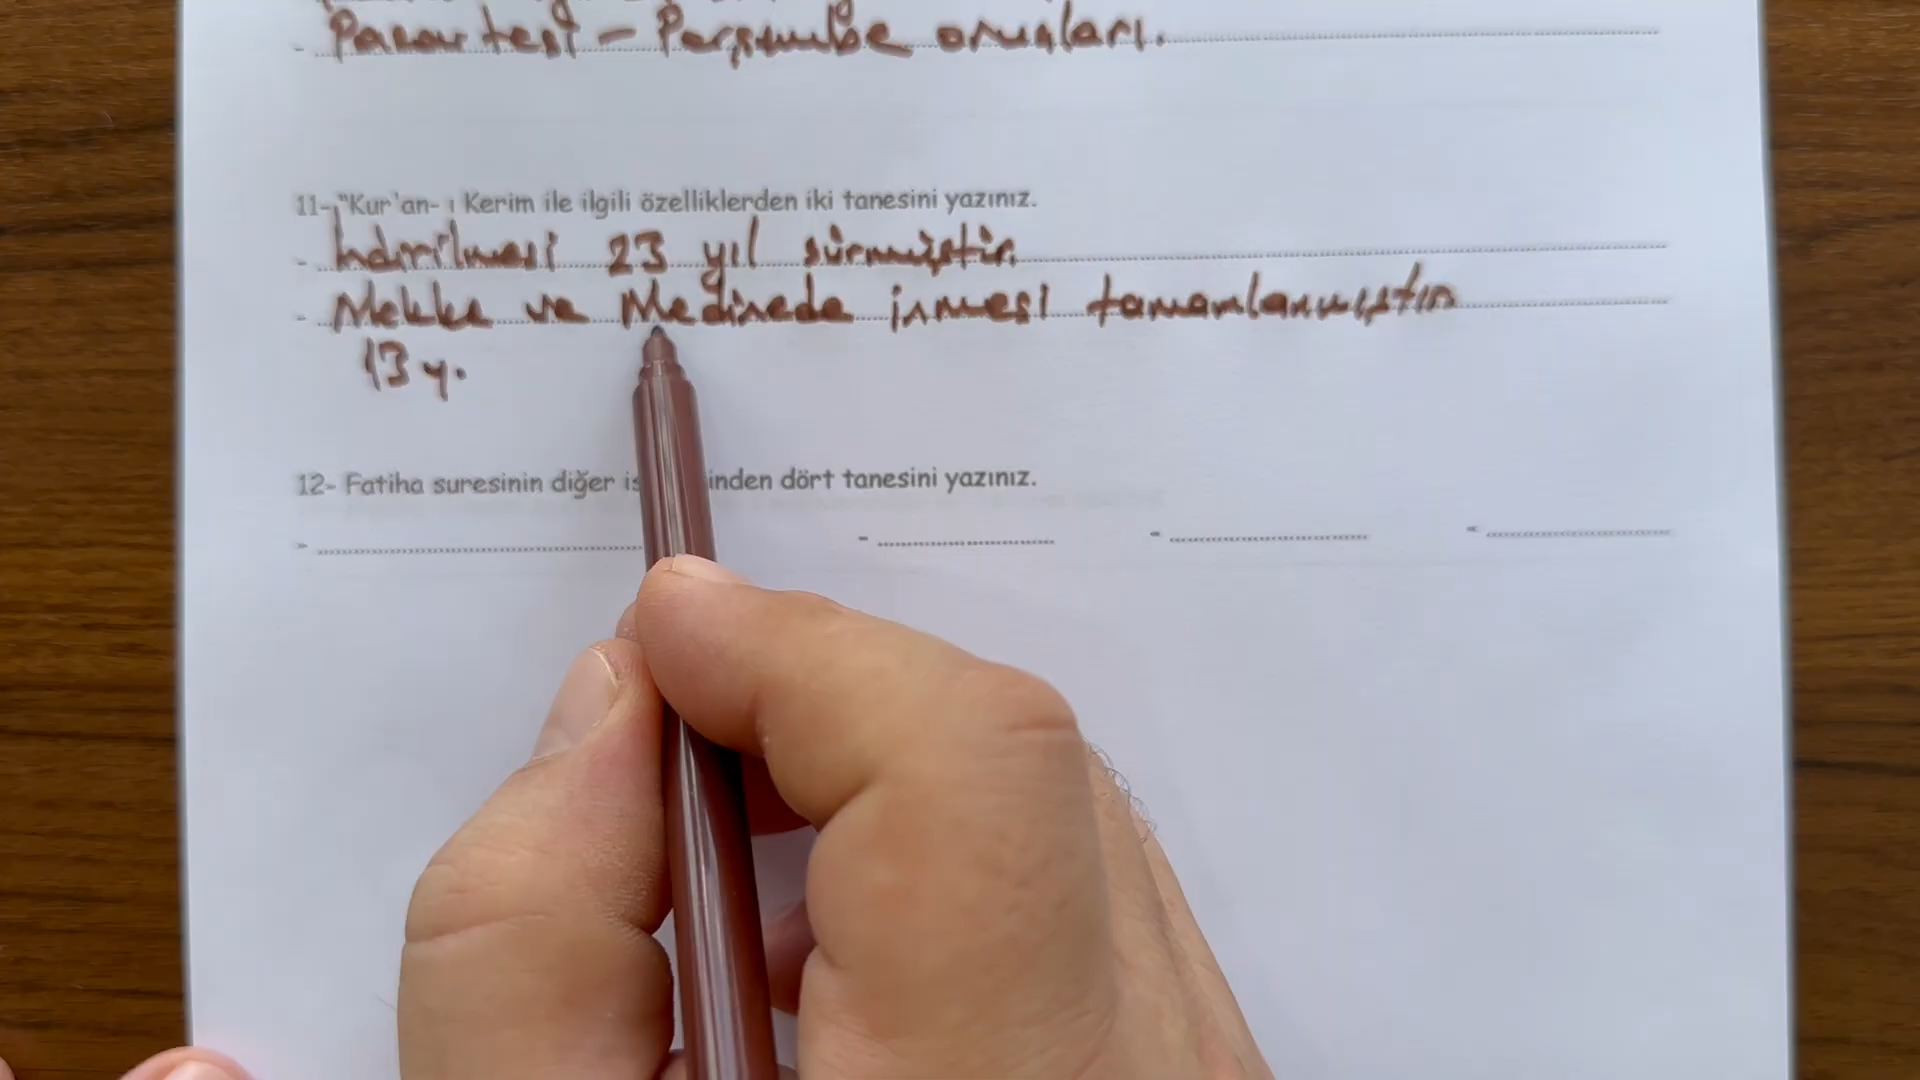 - Pazartesi - Perşembe oruçları.
11- "Kur'an- ı Kerim ile ilgili özelliklerden iki tanesini yazınız.
- İndirilmesi 23 yıl sürmüştür.
- Mekke ve Medinede inmesi tamamlanmıştır
13 y.
12- Fatiha suresinin diğer inden dört tanesini yazınız.
- - - -